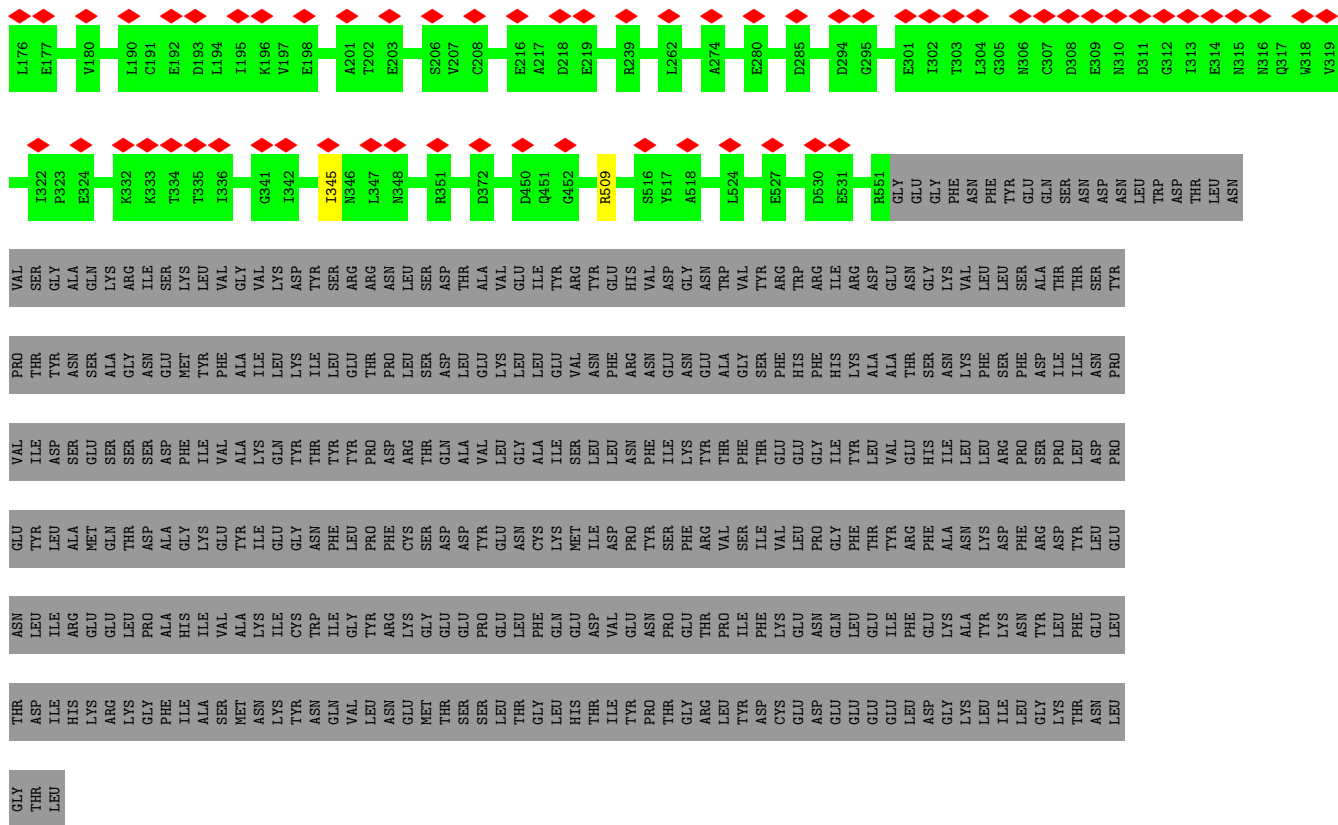 L176 E177 V180 L190 C191 E192 D193 L194 I195 K196 V197 E198 A201 T202 E203 S206 V207 C208 E216 A217 D218 E219 R239 L262 A274 E280 D285 D294 G295 E301 I302 T303 L304 G305 N306 C307 D308 E309 N310 D311 G312 I313 E314 N315 N316 Q317 W318 V319
I322 P323 E324 K332 K333 T334 T335 I336 G341 I342 I345 N346 L347 N348 R351 D372 D450 Q451 G452 R509 S516 Y517 A518 L524 E527 D530 E531 R551 GLY GLU GLY PHE ASN PHE TYR GLU GLN SER ASN ASP ASN LEU TRP ASP THR LEU ASN
VAL SER GLY ALA GLN LYS ARG ILE SER LYS LEU VAL GLY VAL LYS ASP TYR SER ARG ARG ASN LEU SER ASP THR ALA VAL GLU ILE TYR ARG TYR GLU HIS VAL ASP GLY ASN TRP VAL TYR ARG TRP ARG ILE ARG ASP GLU ASN GLY LYS VAL LEU LEU SER ALA THR THR SER TYR
PRO THR TYR ASN SER ALA GLY ASN GLU MET TYR PHE ALA ILE LEU LYS ILE LEU GLU THR PRO LEU SER ASP LEU GLU LYS LEU LEU GLU VAL ASN PHE ARG ASN GLU ASN GLU ALA GLY SER PHE HIS PHE HIS LYS ALA ALA THR SER ASN LYS PHE SER PHE ASP ILE ILE ASN PRO
VAL ILE ASP SER GLU SER SER SER ASP PHE ILE VAL ALA LYS GLN TYR THR TYR TYR PRO ASP ARG THR GLN ALA VAL LEU GLY ALA ILE SER LEU LEU ASN PHE ILE LYS TYR THR PHE THR GLU GLU GLY ILE TYR LEU VAL GLU HIS ILE LEU LEU ARG PRO SER PRO LEU ASP PRO
GLU TYR LEU ALA MET GLN THR ASP ALA GLY LYS GLU TYR ILE GLU GLY ASN PHE LEU PRO PHE CYS SER ASP ASP TYR GLU ASN CYS LYS MET ILE ASP PRO TYR SER PHE ARG VAL SER ILE VAL LEU PRO GLY PHE THR TYR ARG PHE ALA ASN LYS ASP PHE ARG ASP TYR LEU GLU
ASN LEU ILE ARG GLU GLU LEU PRO ALA HIS ILE VAL ALA LYS ILE CYS TRP ILE GLY TYR ARG LYS GLY GLU GLU PRO GLU LEU PHE GLN GLU ASP VAL GLU ASN PRO GLU THR PRO ILE PHE LYS GLU ASN GLN LEU GLU ILE PHE GLU LYS ALA TYR LYS ASN TYR LEU PHE GLU LEU
THR ASP ILE HIS LYS ARG LYS GLY PHE ILE ALA SER MET ASN LYS TYR ASN GLN VAL LEU ASN GLU MET THR SER SER LEU THR GLY LEU HIS THR ILE TYR PRO THR GLY ARG LEU TYR ASP CYS GLU ASP GLU GLU GLU GLU LEU ASP GLY LYS LEU ILE LEU GLY LYS THR ASN LEU
GLY THR LEU